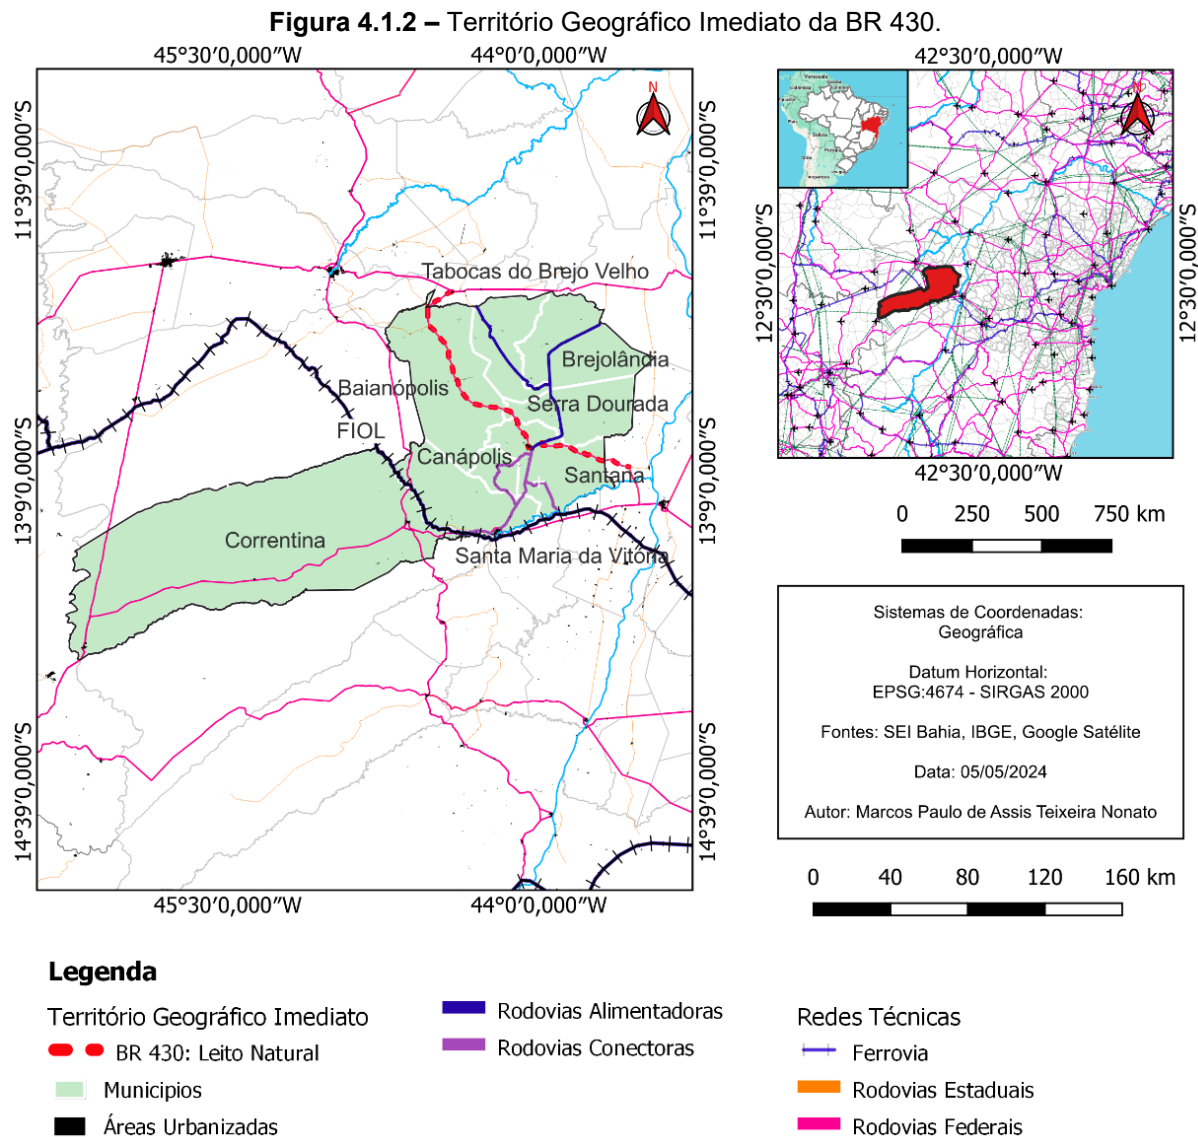 Figura 4.1.2 – Território Geográfico Imediato da BR 430.
45°30′0,000″W 44°0′0,000″W
42°30′0,000″W
11°39′0,000″S
13°9′0,000″S
14°39′0,000″S
N
Tabocas do Brejo Velho
Brejolândia
Baianópolis
Serra Dourada
FIOL
Canápolis
Santana
Correntina
Santa Maria da Vitória
11°39′0,000″S
13°9′0,000″S
14°39′0,000″S
45°30′0,000″W 44°0′0,000″W
Venezuela
Colombia
Peru
Bolivia
Chile
12°30′0,000″S
12°30′0,000″S
42°30′0,000″W
0 250 500 750 km
Sistemas de Coordenadas:
Geográfica
Datum Horizontal:
EPSG:4674 - SIRGAS 2000
Fontes: SEI Bahia, IBGE, Google Satélite
Data: 05/05/2024
Autor: Marcos Paulo de Assis Teixeira Nonato
0 40 80 120 160 km
Legenda
Território Geográfico Imediato
BR 430: Leito Natural
Municipios
Áreas Urbanizadas
Rodovias Alimentadoras
Rodovias Conectoras
Redes Técnicas
Ferrovia
Rodovias Estaduais
Rodovias Federais